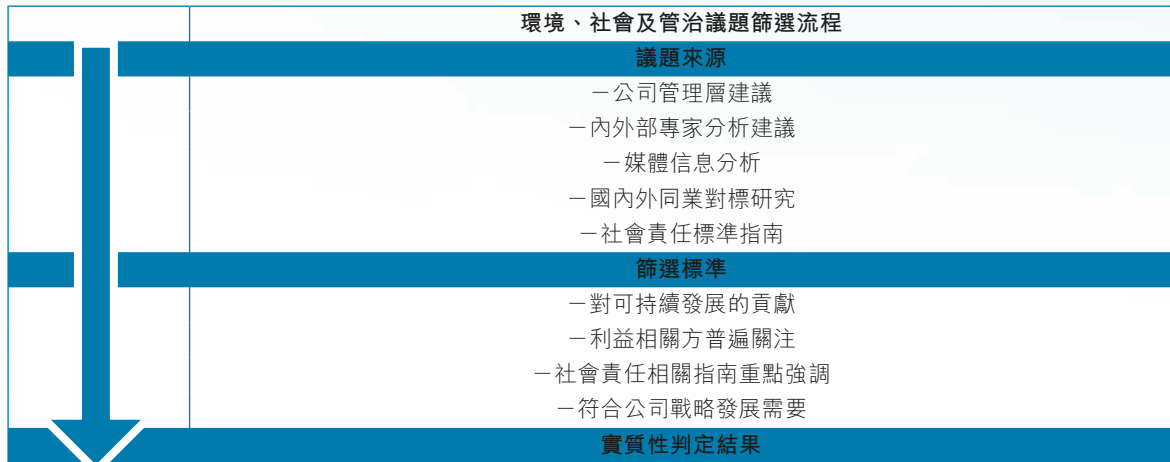 環境、社會及管治議題篩選流程
議題來源
－公司管理層建議
－內外部專家分析建議
－媒體信息分析
－國內外同業對標研究
－社會責任標準指南
篩選標準
－對可持續發展的貢獻
－利益相關方普遍關注
－社會責任相關指南重點強調
－符合公司戰略發展需要
實質性判定結果